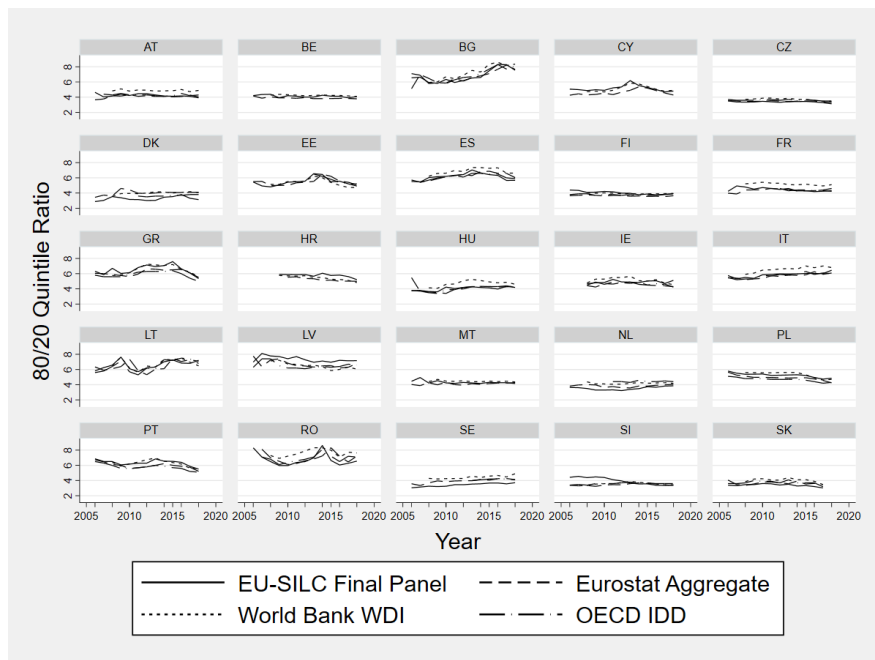 AT BE BG CY CZ
8
6
4
2
DK EE ES FI FR
8
6
4
2
GR HR HU IE IT
8
6
4
2
LT LV MT NL PL
8
6
4
2
PT RO SE SI SK
8
6
4
2
80/20 Quintile Ratio
2005 2010 2015 2020 2005 2010 2015 2020 2005 2010 2015 2020 2005 2010 2015 2020 2005 2010 2015 2020
Year
EU-SILC Final Panel Eurostat Aggregate
World Bank WDI OECD IDD